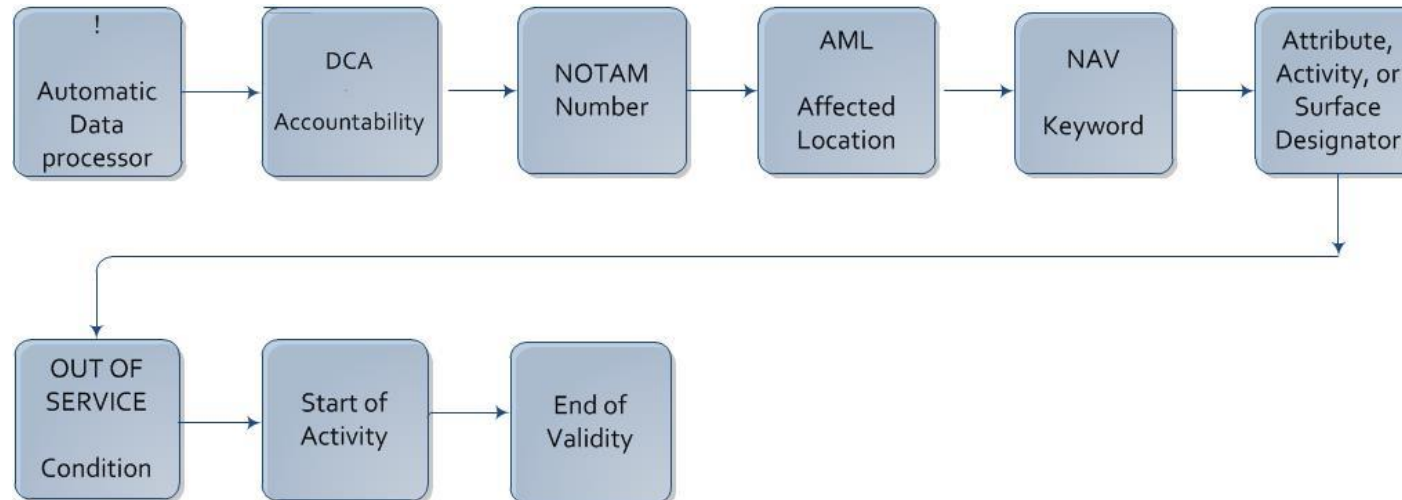 !
Automatic
Data
processor
DCA
Accountability
NOTAM
Number
AML
Affected
Location
NAV
Keyword
Attribute,
Activity, or
Surface
Designator
OUT OF
SERVICE
Condition
Start of
Activity
End of
Validity